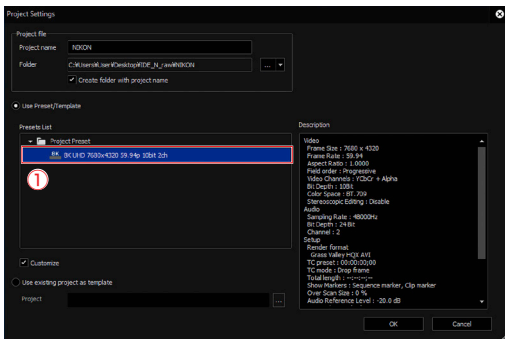 Project Settings
Project file
Project name NIKON
Folder C:¥Users¥User¥Desktop¥IDE_N_raw¥NIKON ...
Create folder with project name
Use Preset/Template
Presets List
Project Preset
8K 8K UHD 7680x4320 59.94p 10bit 2ch
①
Customize
Use existing project as template
Project ...
Description
Video
Frame Size : 7680 x 4320
Frame Rate : 59.94
Aspect Ratio : 1.0000
Field order : Progressive
Video Channels : YCbCr + Alpha
Bit Depth : 10Bit
Color Space : BT.709
Stereoscopic Editing : Disable
Audio
Sampling Rate : 48000Hz
Bit Depth : 24 Bit
Channel : 2
Setup
Render format
Grass Valley HQX AVI
TC preset : 00:00:00;00
TC mode : Drop frame
Total length : --:--:--;--
Show Markers : Sequence marker, Clip marker
Over Scan Size : 0 %
Audio Reference Level : -20.0 dB
OK Cancel